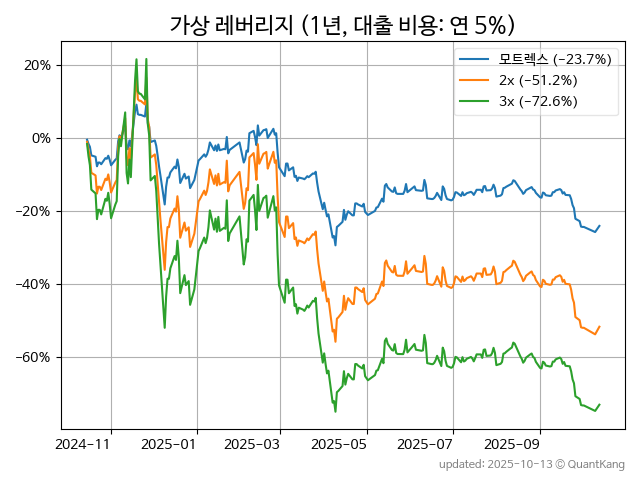 가상 레버리지 (1년, 대출 비용: 연 5%)
모트렉스 (-23.7%)
2x (-51.2%)
3x (-72.6%)
20%
0%
−20%
−40%
−60%
2024-11 2025-01 2025-03 2025-05 2025-07 2025-09
updated: 2025-10-13 © QuantKang